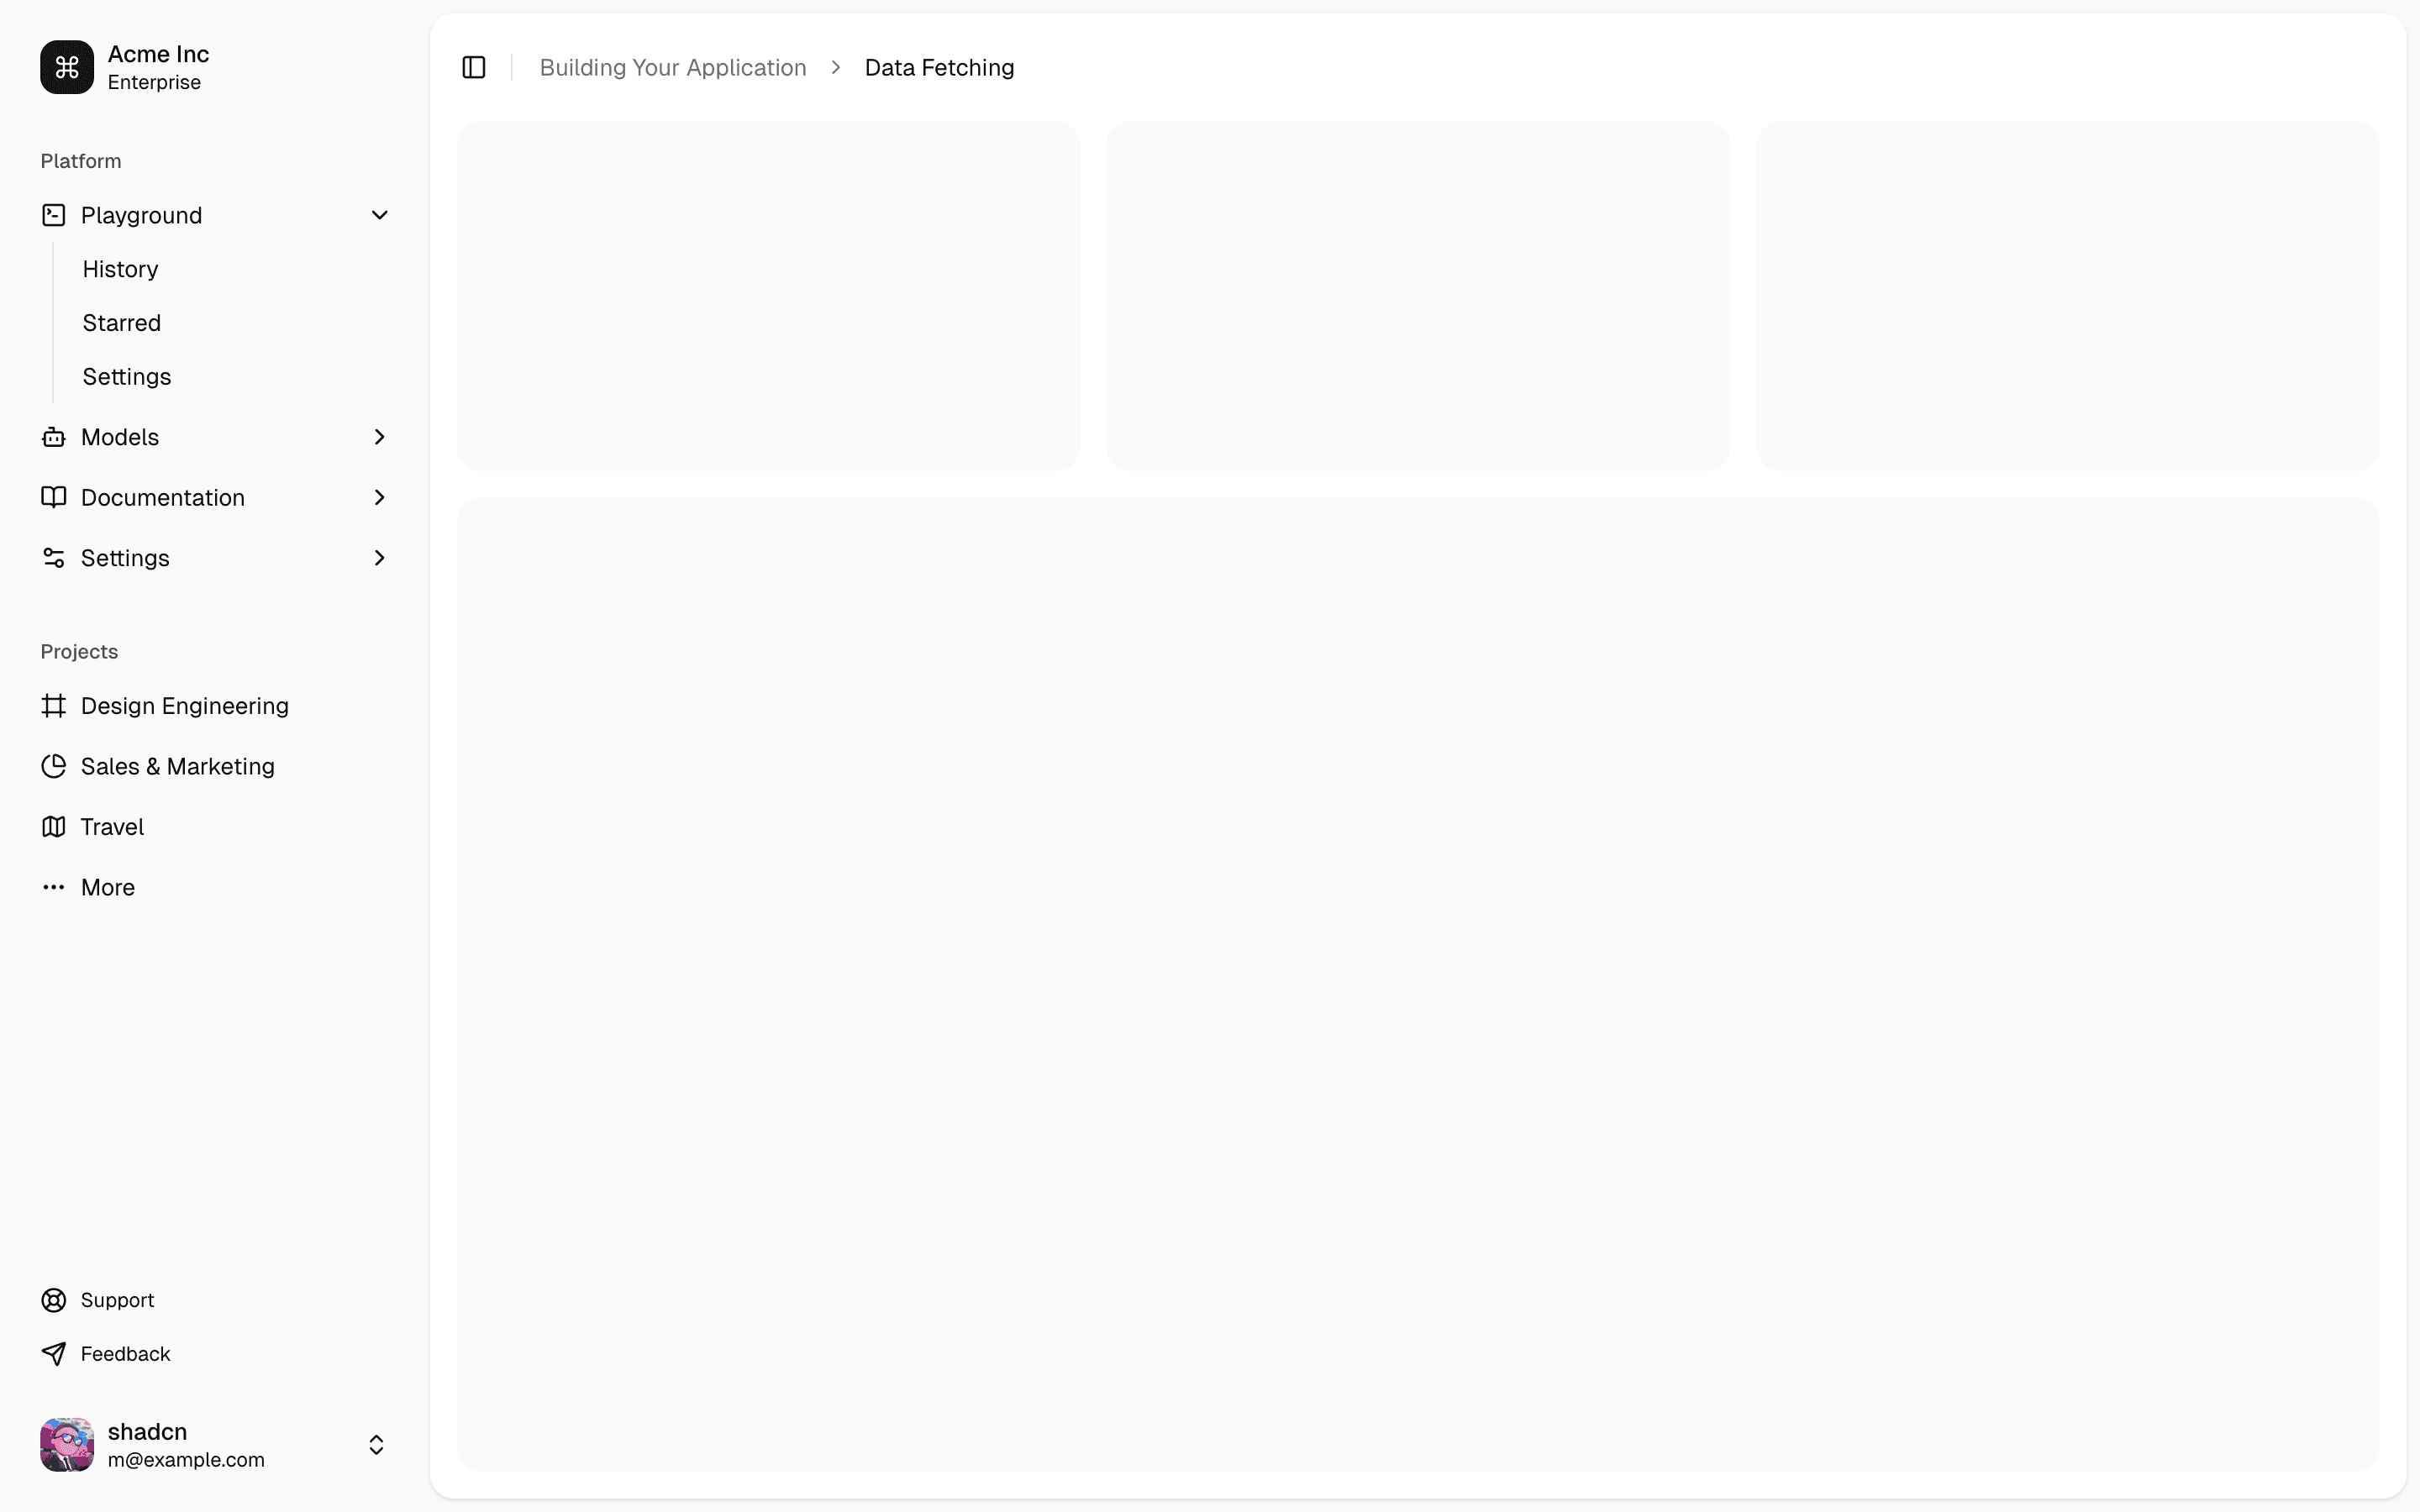 Acme Inc
Enterprise
Platform
Playground
History
Starred
Settings
Models
Documentation
Settings
Projects
Design Engineering
Sales & Marketing
Travel
More
Support
Feedback
shadcn
m@example.com
Building Your Application > Data Fetching